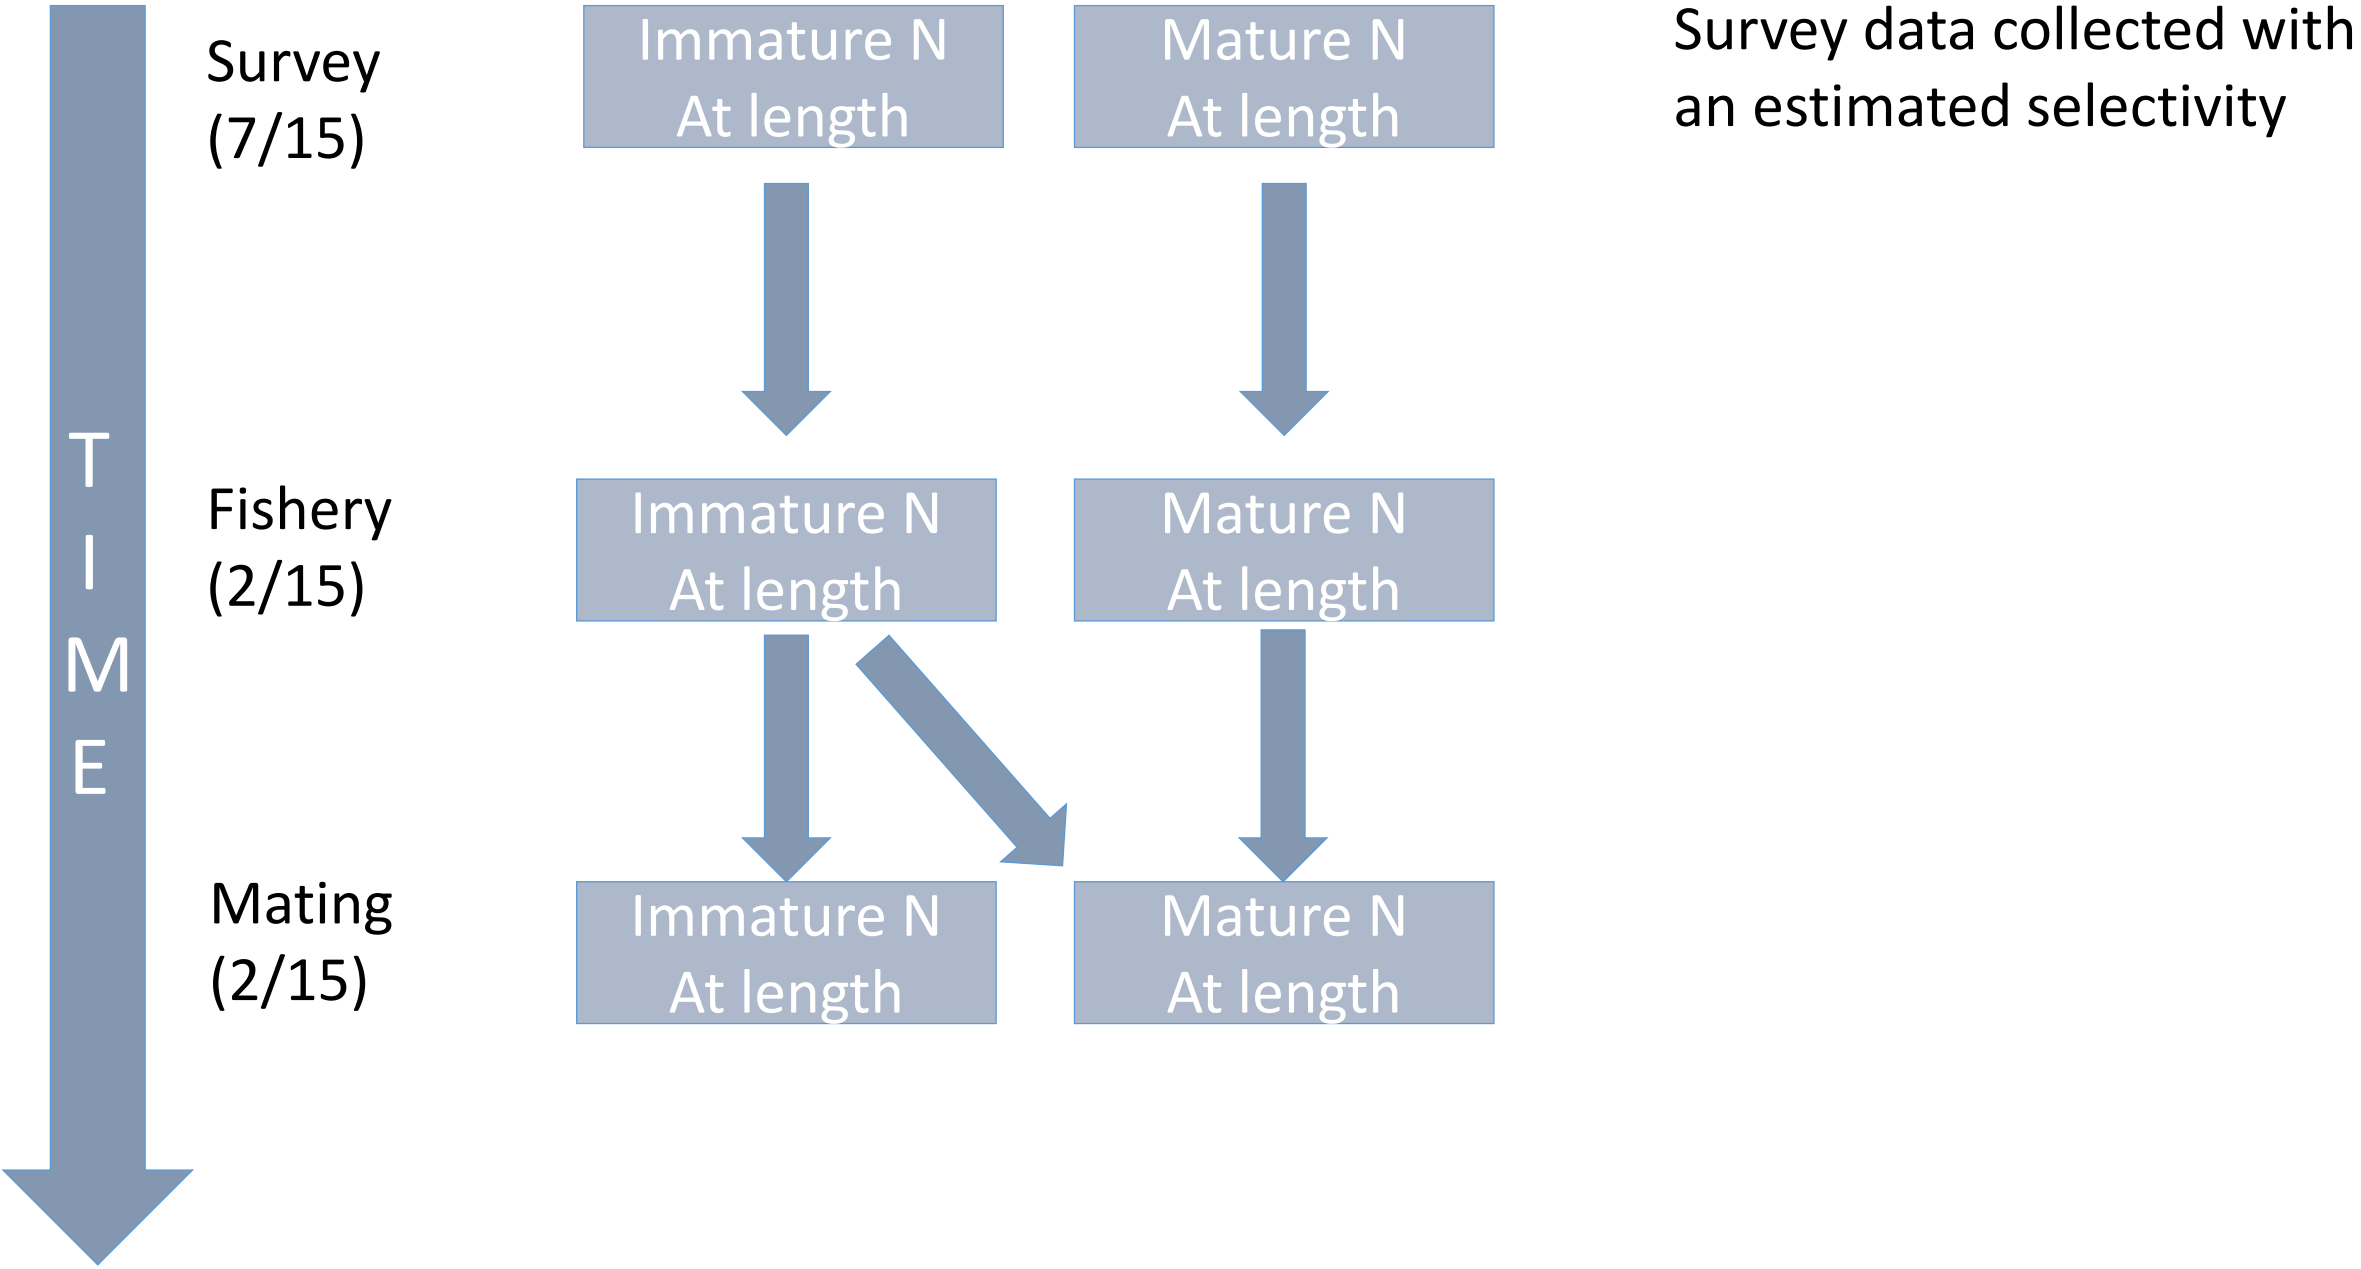 Survey
(7/15)
Immature N
At length
Mature N
At length
Survey data collected with
an estimated selectivity
T
I
M
E
Fishery
(2/15)
Immature N
At length
Mature N
At length
Mating
(2/15)
Immature N
At length
Mature N
At length